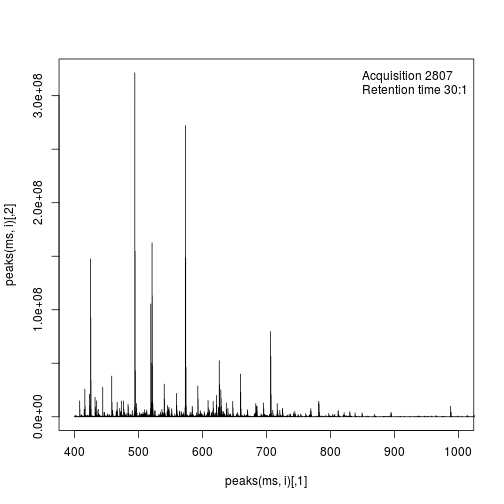 Acquisition 2807
Retention time 30:1
peaks(ms, i)[,2]
3.0e+08
2.0e+08
1.0e+08
0.0e+00
400 500 600 700 800 900 1000
peaks(ms, i)[,1]